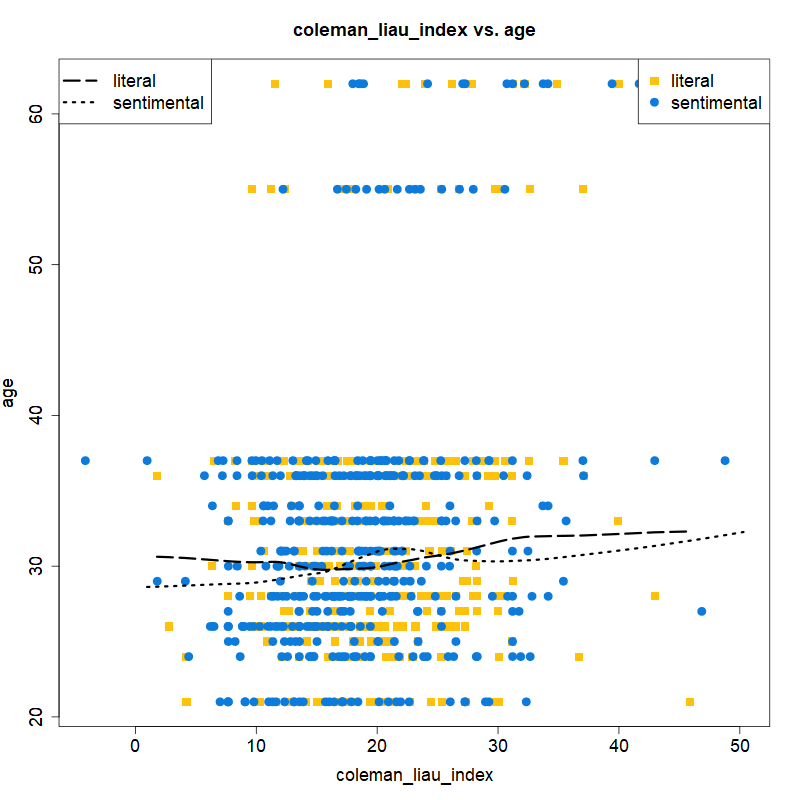 coleman_liau_index vs. age
literal
sentimental
literal
sentimental
60
50
40
30
20
age
0 10 20 30 40 50
coleman_liau_index